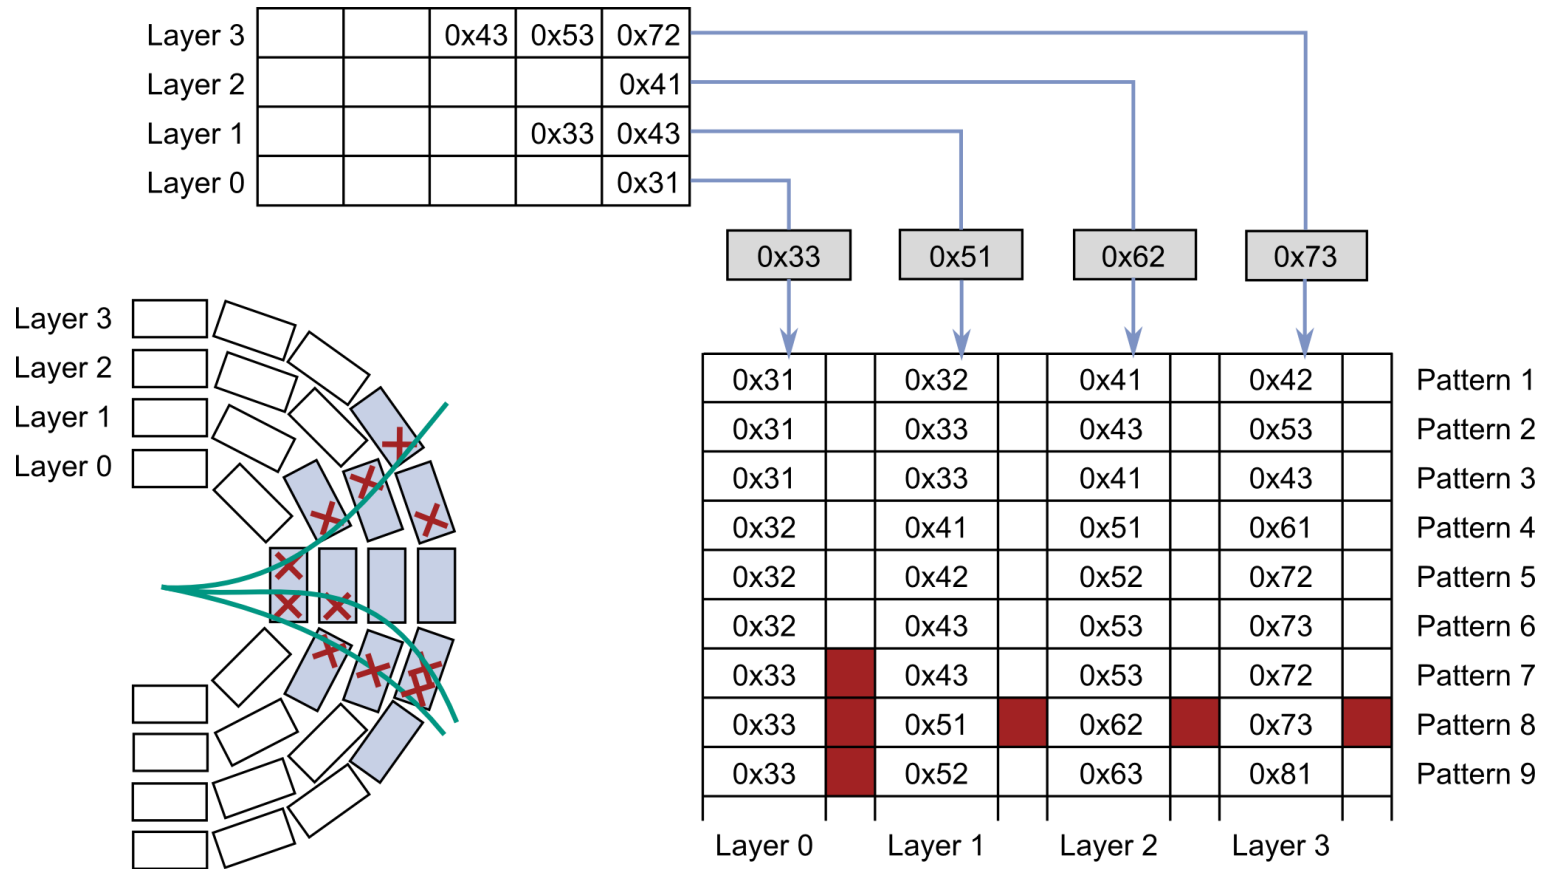 Layer 3 0x43 0x53 0x72
Layer 2 0x41
Layer 1 0x33 0x43
Layer 0 0x31
0x33 0x51 0x62 0x73
Layer 3
Layer 2
Layer 1
Layer 0
0x31 0x32 0x41 0x42 Pattern 1
0x31 0x33 0x43 0x53 Pattern 2
0x31 0x33 0x41 0x43 Pattern 3
0x32 0x41 0x51 0x61 Pattern 4
0x32 0x42 0x52 0x72 Pattern 5
0x32 0x43 0x53 0x73 Pattern 6
0x33 0x43 0x53 0x72 Pattern 7
0x33 0x51 0x62 0x73 Pattern 8
0x33 0x52 0x63 0x81 Pattern 9
Layer 0 Layer 1 Layer 2 Layer 3